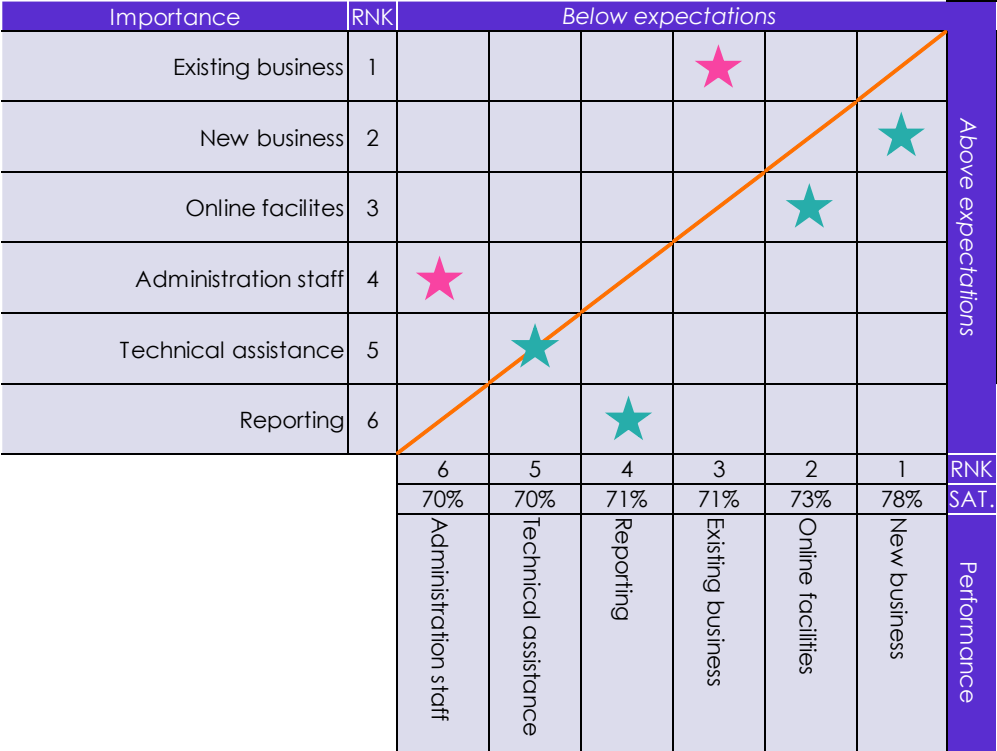 Importance RNK Below expectations
Existing business 1
New business 2
Online facilites 3
Administration staff 4
Technical assistance 5
Reporting 6
Above expectations
6 5 4 3 2 1 RNK
70% 70% 71% 71% 73% 78% SAT.
Administration staff
Technical assistance
Reporting
Existing business
Online facilities
New business
Performance